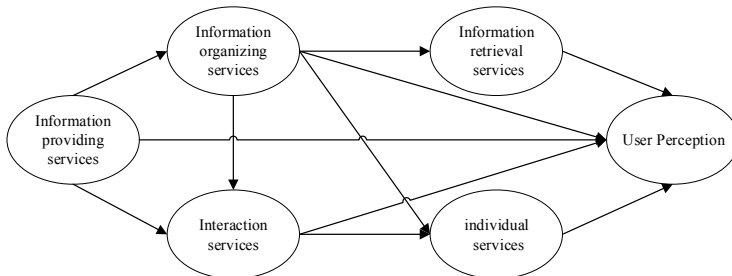 Information
organizing
services
Information
retrieval
services
Information
providing
services
User Perception
Interaction
services
individual
services